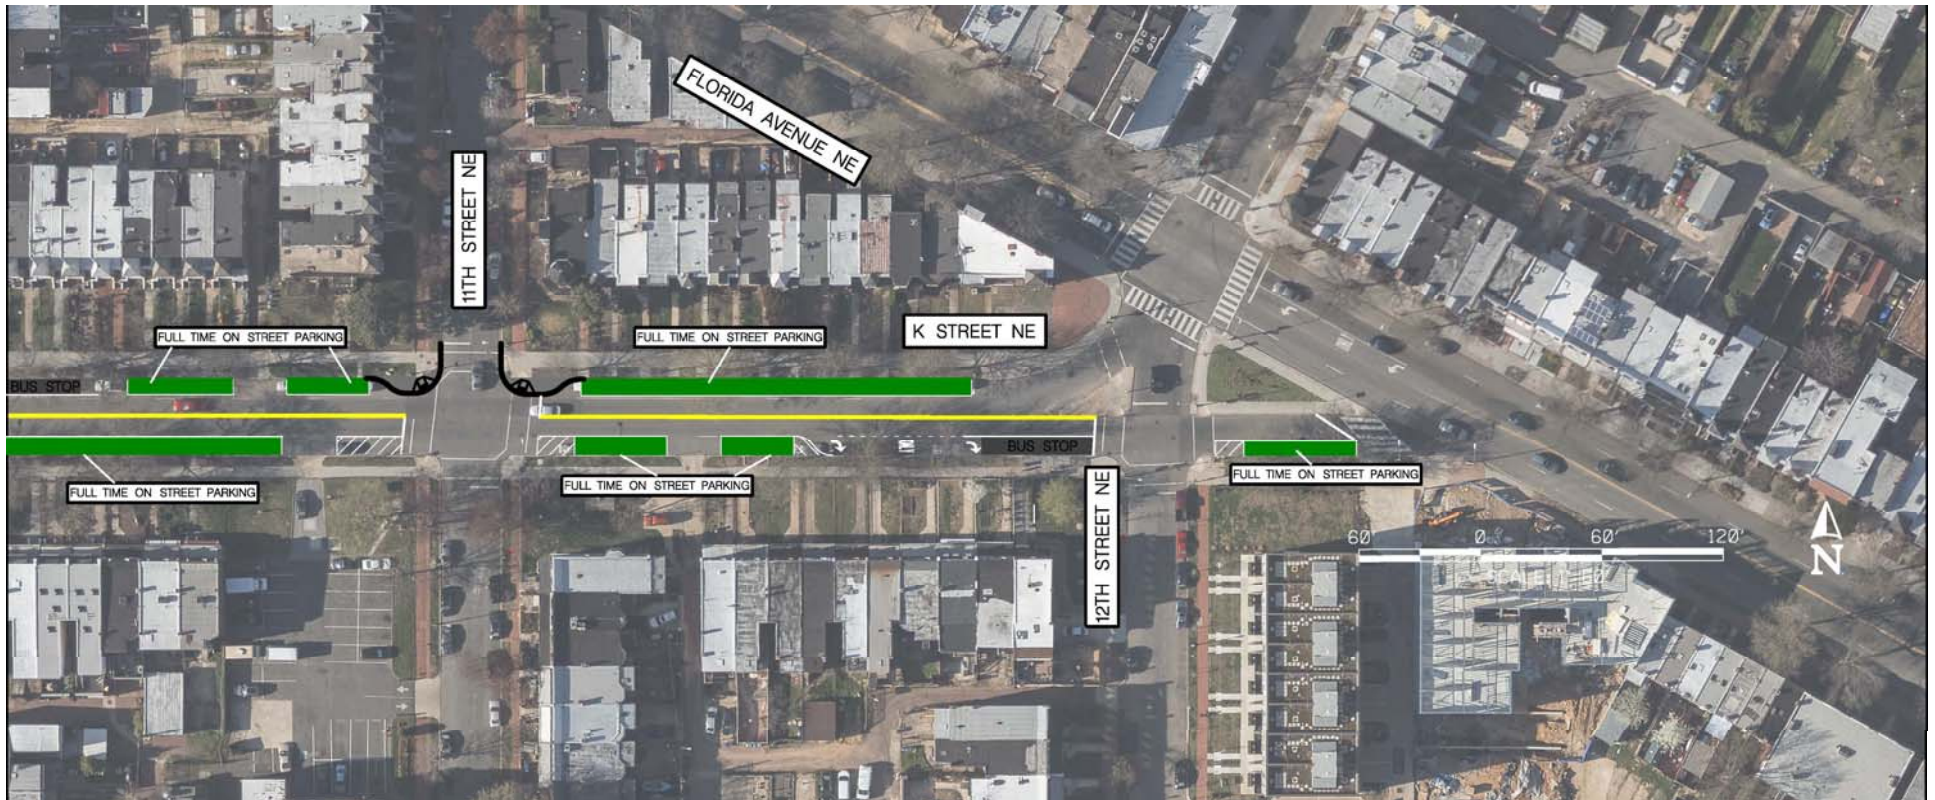 FLORIDA AVENUE NE
11TH STREET NE
K STREET NE
FULL TIME ON STREET PARKING
FULL TIME ON STREET PARKING
BUS STOP
BUS STOP
FULL TIME ON STREET PARKING
FULL TIME ON STREET PARKING
FULL TIME ON STREET PARKING
12TH STREET NE
60' 0' 60' 120'
N